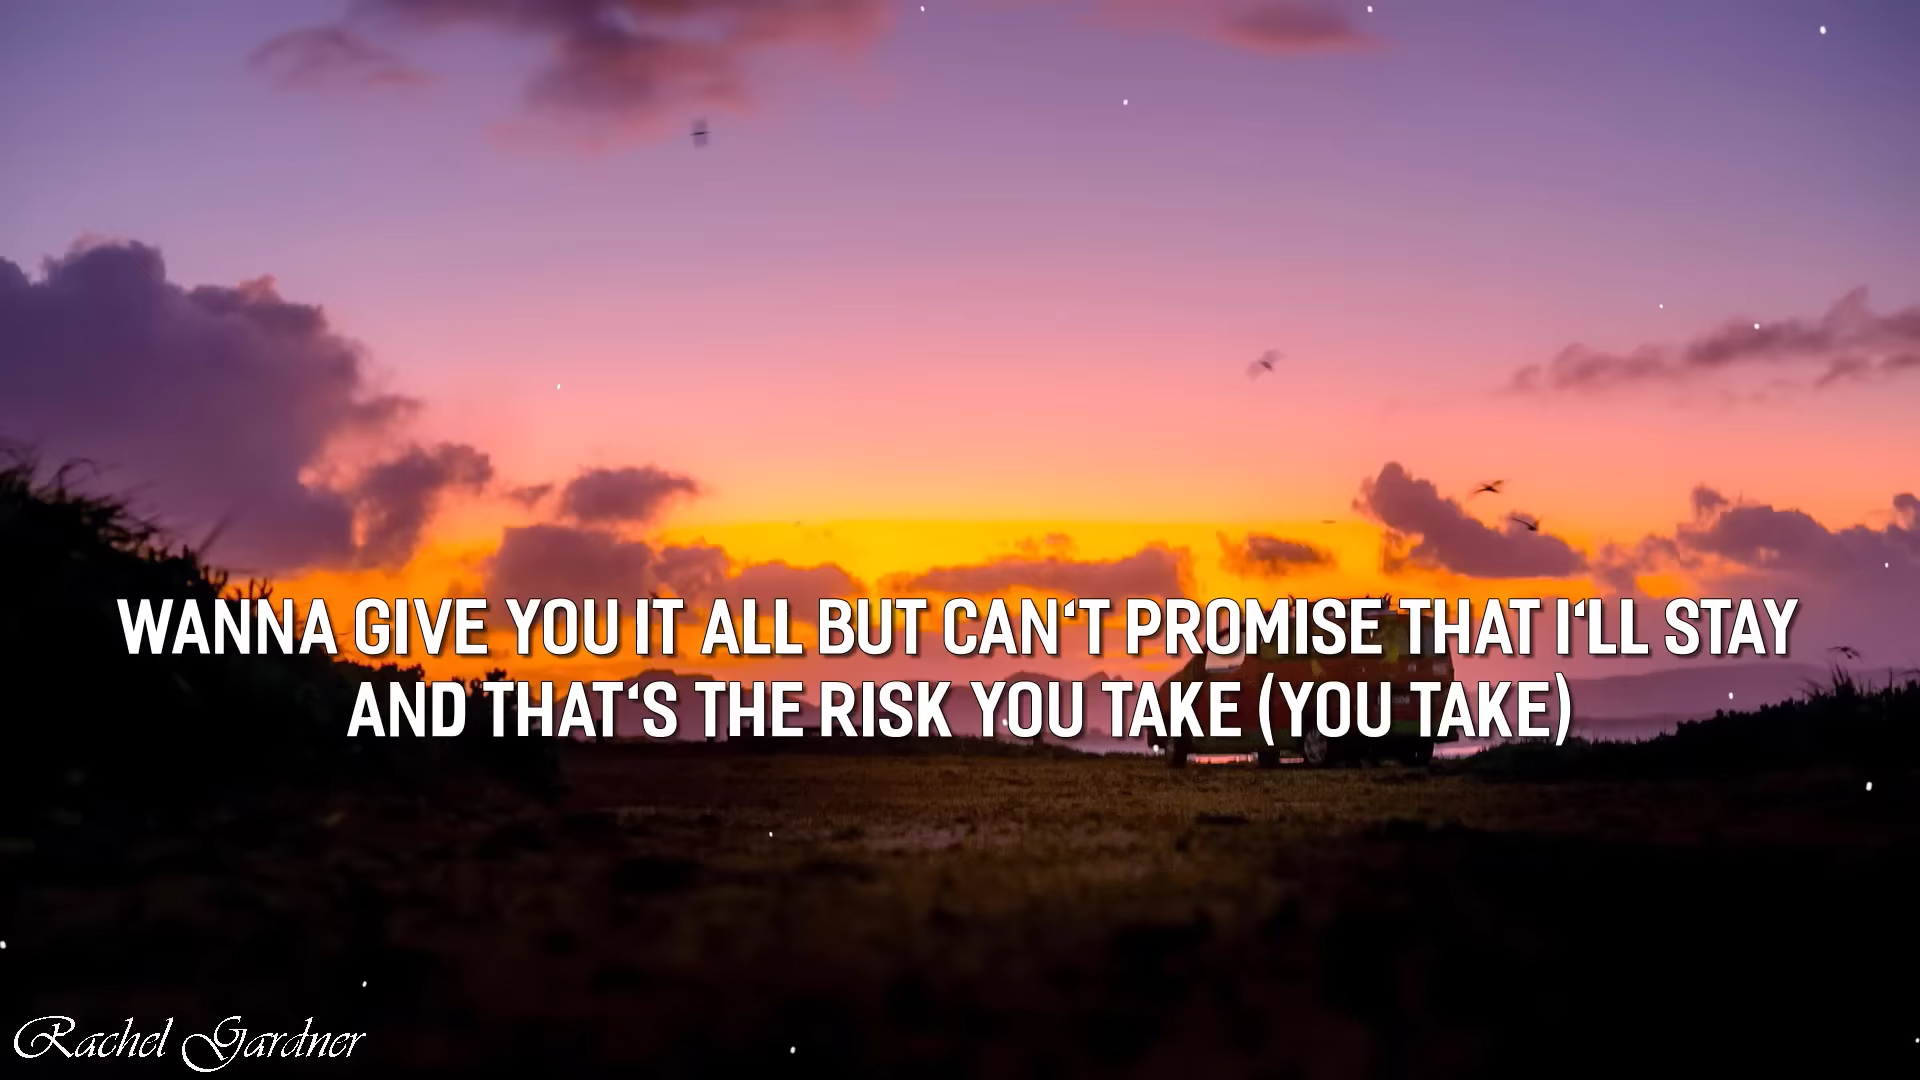 WANNA GIVE YOU IT ALL BUT CAN‘T PROMISE THAT I‘LL STAY
AND THAT‘S THE RISK YOU TAKE (YOU TAKE)
Rachel Gardner